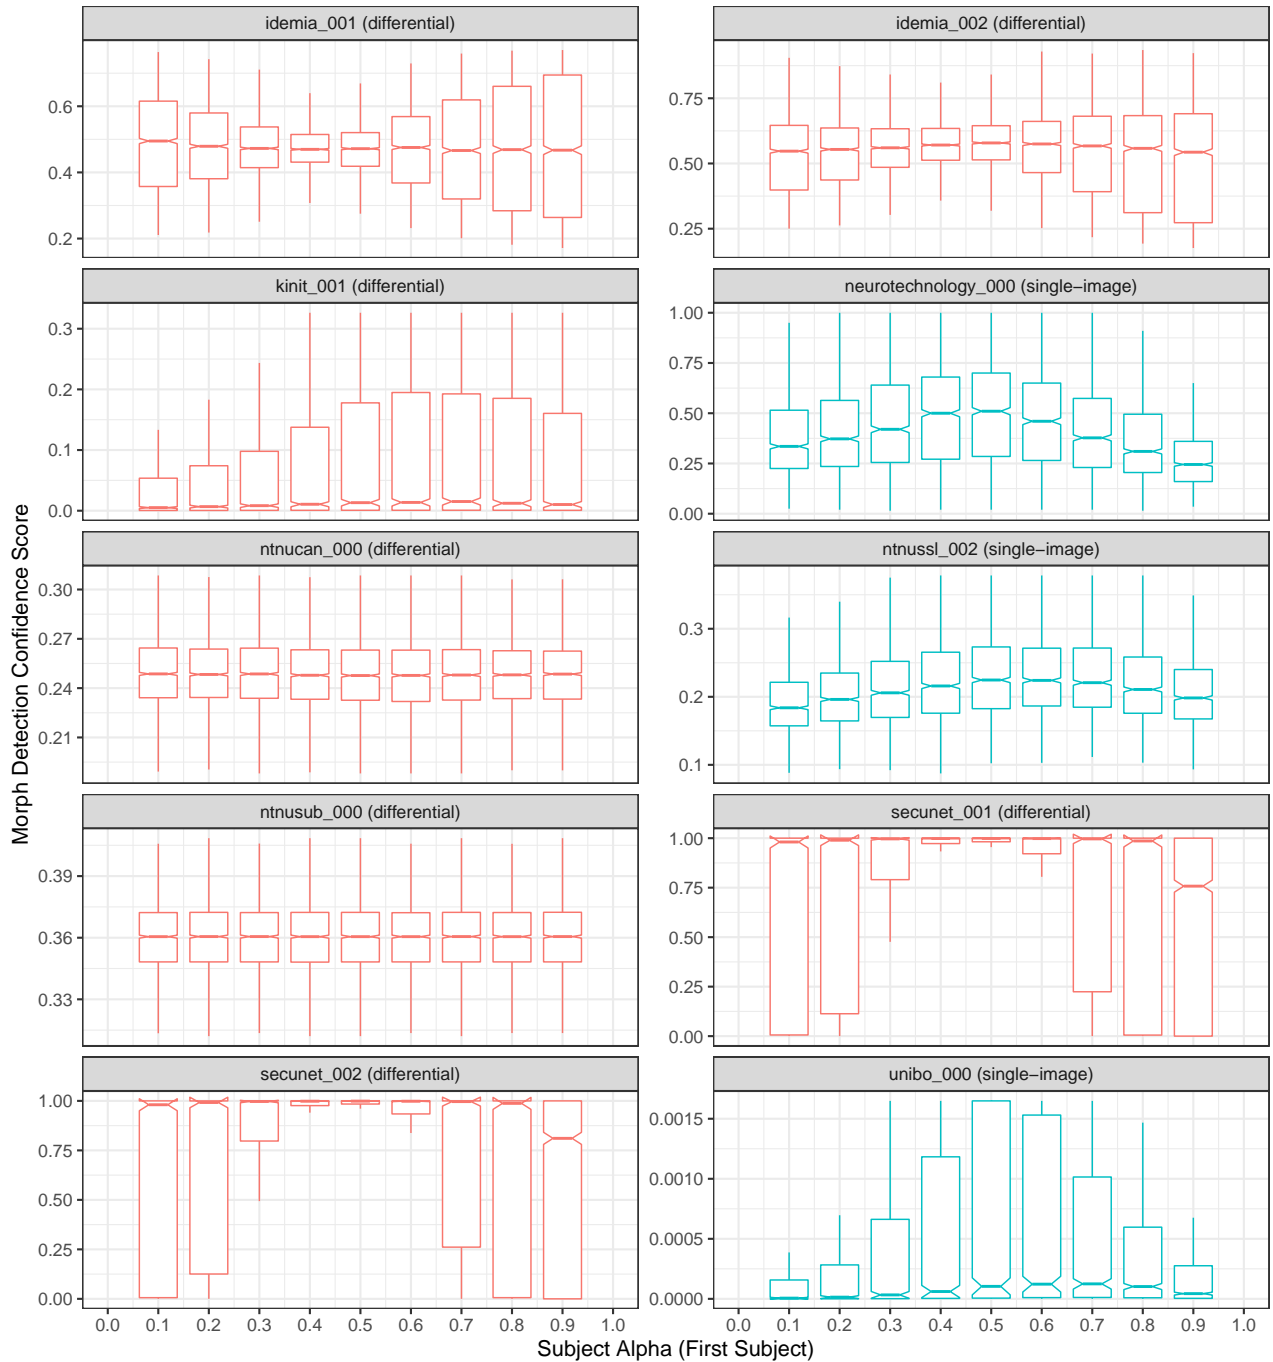 idemia_001 (differential)
idemia_002 (differential)
0.6
0.4
0.2
0.75
0.50
0.25
kinit_001 (differential)
neurotechnology_000 (single−image)
0.3
0.2
0.1
0.0
1.00
0.75
0.50
0.25
0.00
ntnucan_000 (differential)
ntnussl_002 (single−image)
0.30
0.27
0.24
0.21
0.3
0.2
0.1
ntnusub_000 (differential)
secunet_001 (differential)
0.39
0.36
0.33
1.00
0.75
0.50
0.25
0.00
secunet_002 (differential)
unibo_000 (single−image)
1.00
0.75
0.50
0.25
0.00
0.0015
0.0010
0.0005
0.0000
0.0 0.1 0.2 0.3 0.4 0.5 0.6 0.7 0.8 0.9 1.0
0.0 0.1 0.2 0.3 0.4 0.5 0.6 0.7 0.8 0.9 1.0
Subject Alpha (First Subject)
Morph Detection Confidence Score